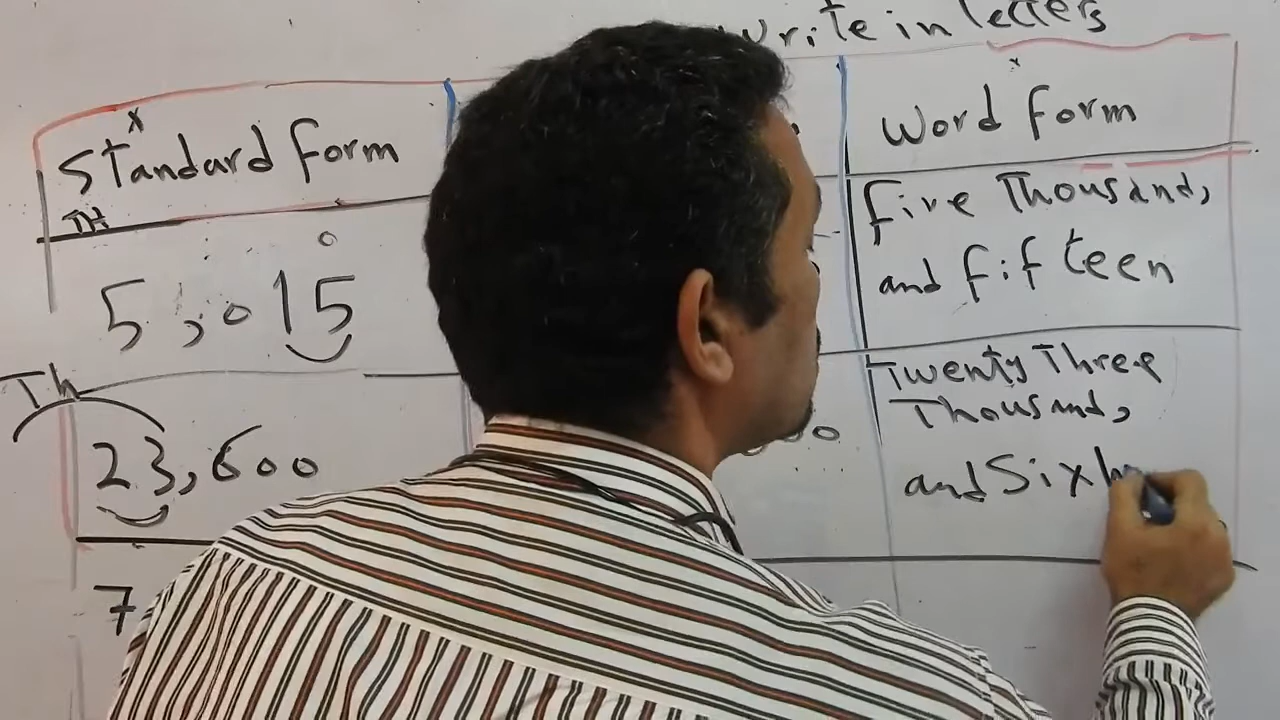 write in letters
Standard form
word form
TH
5,015
Five Thousand,
and fifteen
Th
23,600
Twenty Three
Thousand,
and Six
7